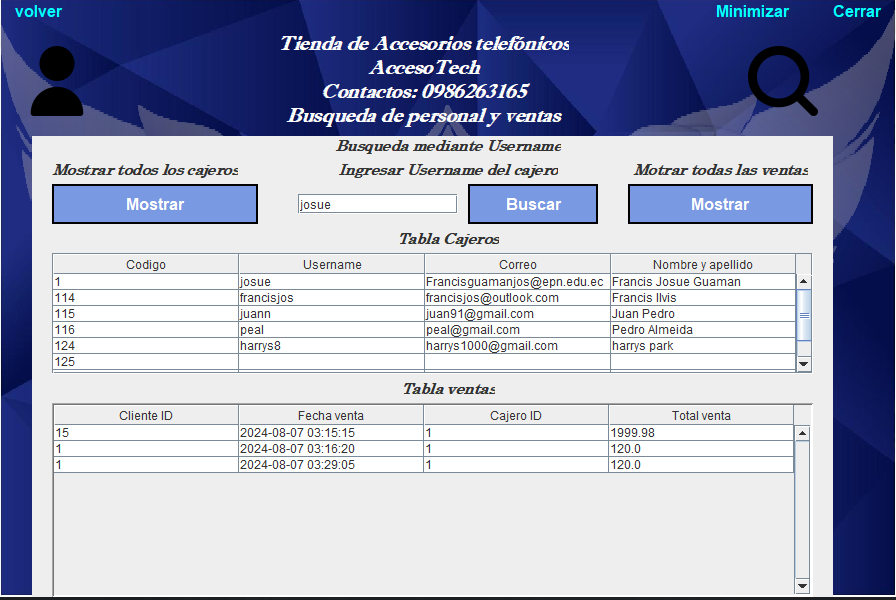 volver Minimizar Cerrar
Tienda de Accesorios telefónicos
AccesoTech
Contactos: 0986263165
Busqueda de personal y ventas
Busqueda mediante Username
Mostrar todos los cajeros Ingresar Username del cajero Motrar todas las ventas
Mostrar josue Buscar Mostrar
Tabla Cajeros
Codigo Username Correo Nombre y apellido
1 josue Francisguamanjos@epn.edu.ec Francis Josue Guaman
114 francisjos francisjos@outlook.com Francis Ilvis
115 juann juan91@gmail.com Juan Pedro
116 peal peal@gmail.com Pedro Almeida
124 harrys8 harrys1000@gmail.com harrys park
125
Tabla ventas
Cliente ID Fecha venta Cajero ID Total venta
15 2024-08-07 03:15:15 1 1999.98
1 2024-08-07 03:16:20 1 120.0
1 2024-08-07 03:29:05 1 120.0